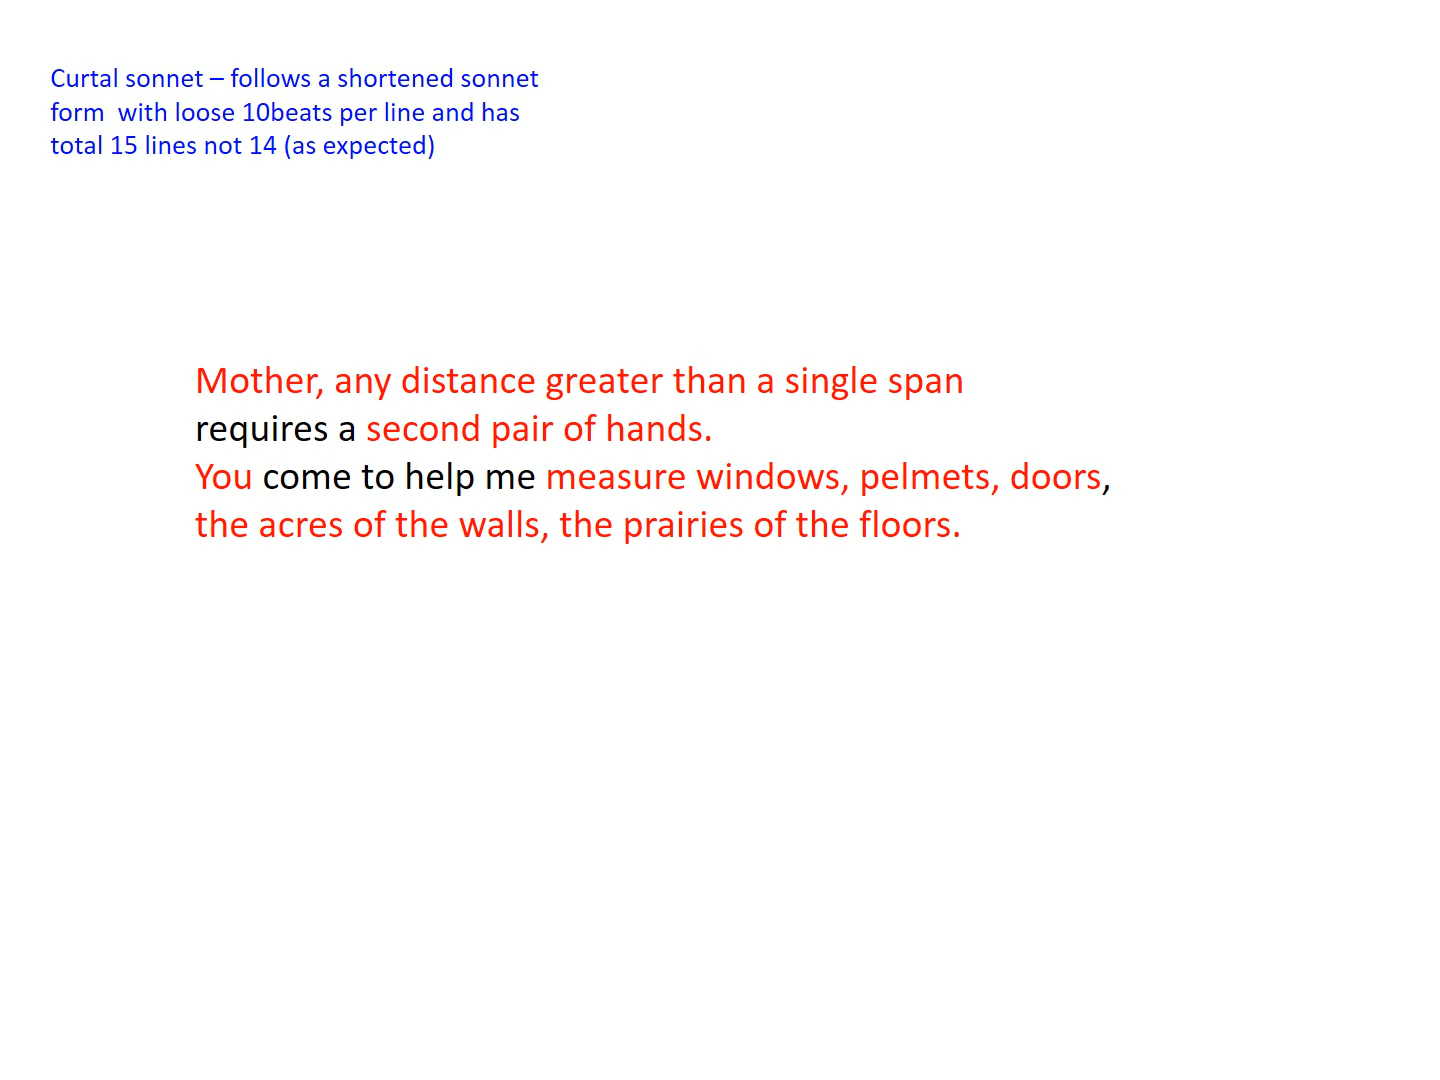 Curtal sonnet – follows a shortened sonnet
form  with loose 10beats per line and has
total 15 lines not 14 (as expected)
Mother, any distance greater than a single span
requires a second pair of hands.
You come to help me measure windows, pelmets, doors,
the acres of the walls, the prairies of the floors.